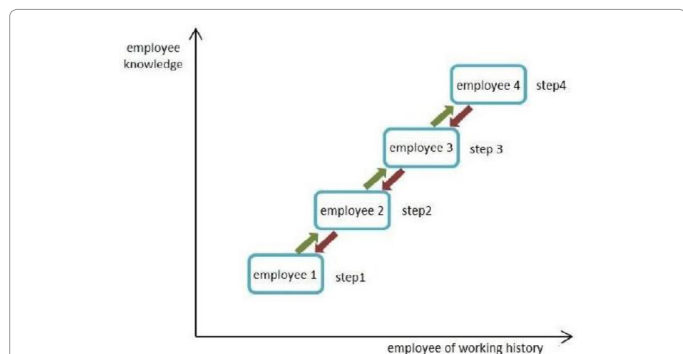 employee
knowledge
employee 4 step4
employee 3 step 3
employee 2 step2
employee 1 step1
employee of working history